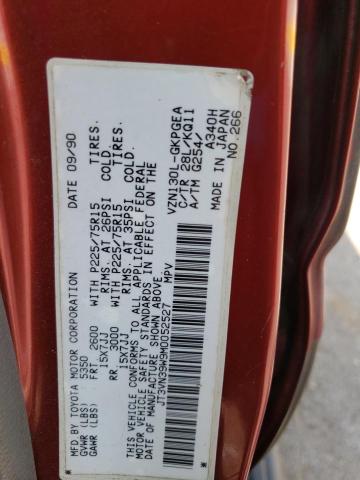 MFD BY TOYOTA MOTOR CORPORATION 09/90
GVWR (LBS) 5350
GAWR (LBS) FRT 2600 WITH P225/75R15 TIRES.
15X7JJ RIMS. AT 26PSI COLD.
RR 3000 WITH P225/75R15 TIRES.
15X7JJ RIMS. AT 35PSI COLD.
THIS VEHICLE CONFORMS TO ALL APPLICABLE FEDERAL
MOTOR VEHICLE SAFETY STANDARDS IN EFFECT ON THE
DATE OF MANUFACTURE SHOWN ABOVE.
*JT3VN39W9M0052527* MPV
VZN130L-GKPGEA
C/TR 28L/KQ11
A/TM G254/ A340H
MADE IN JAPAN
NO.266